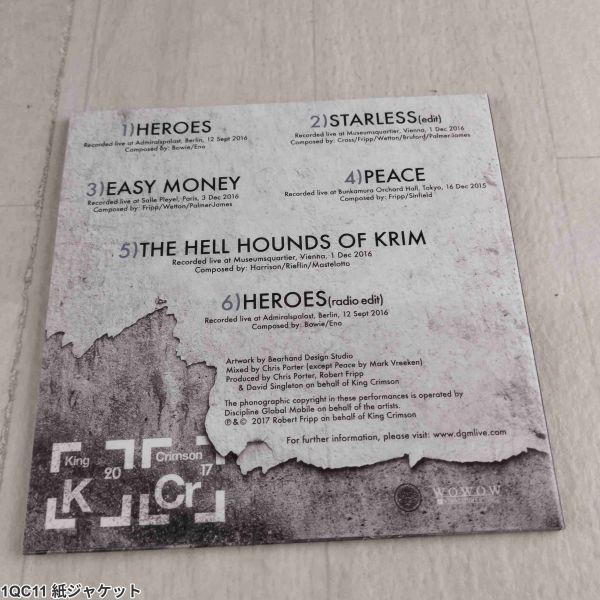 1)HEROES
Recorded live at Admiralspalast, Berlin, 12 Sept 2016
Composed By: Bowie/Eno
2)STARLESS(edit)
Recorded live at Museumsquartier, Vienna, 1 Dec 2016
Composed by: Cross/Fripp/Wetton/Bruford/Palmer-James
3)EASY MONEY
Recorded live at Salle Pleyel, Paris, 3 Dec 2016
Composed by: Fripp/Wetton/Palmer-James
4)PEACE
Recorded live at Bunkamura Orchard Hall, Tokyo, 16 Dec 2015
Composed by: Fripp/Sinfield
5)THE HELL HOUNDS OF KRIM
Recorded live at Museumsquartier, Vienna, 1 Dec 2016
Composed by: Harrison/Rieflin/Mastelotto
6)HEROES(radio edit)
Recorded live at Admiralspalast, Berlin, 12 Sept 2016
Composed by: Bowie/Eno
Artwork by Bearhand Design Studio
Mixed by Chris Porter (except Peace by Mark Vreeken)
Produced by Chris Porter, Robert Fripp
& David Singleton on behalf of King Crimson
The phonographic copyright in these performances is operated by
Discipline Global Mobile on behalf of the artists.
℗& © 2017 Robert Fripp on behalf of King Crimson
For further information, please visit: www.dgmlive.com
King
20
K
Crimson
17
Cr
WOWOW
1QC11 紙ジャケット